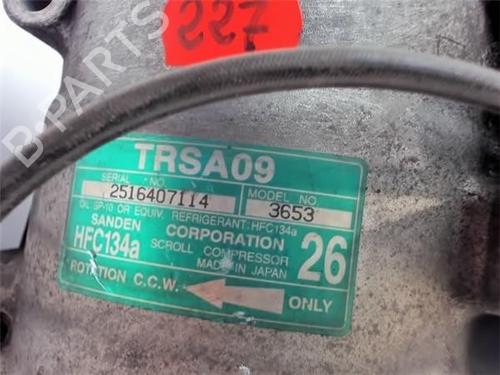 227
TRSA09
SERIAL NO. MODEL NO
2516407114 3653
OIL:SP-10 OR EQUIV. REFRIGERANT:HFC134a
SANDEN CORPORATION 26
HFC134a SCROLL COMPRESSOR
MADE IN JAPAN
ROTATION C.C.W. ONLY
B-PARTS